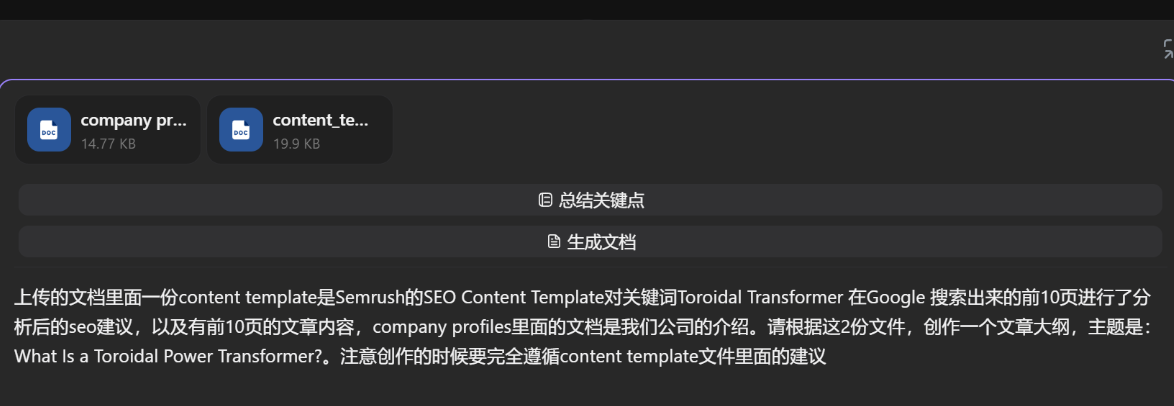 company pr...
14.77 KB
content_te...
19.9 KB
DOC
DOC
总结关键点
生成文档
上传的文档里面一份content template是Semrush的SEO Content Template对关键词Toroidal Transformer 在Google 搜索出来的前10页进行了分
析后的seo建议，以及有前10页的文章内容，company profiles里面的文档是我们公司的介绍。请根据这2份文件，创作一个文章大纲，主题是：
What Is a Toroidal Power Transformer?。注意创作的时候要完全遵循content template文件里面的建议